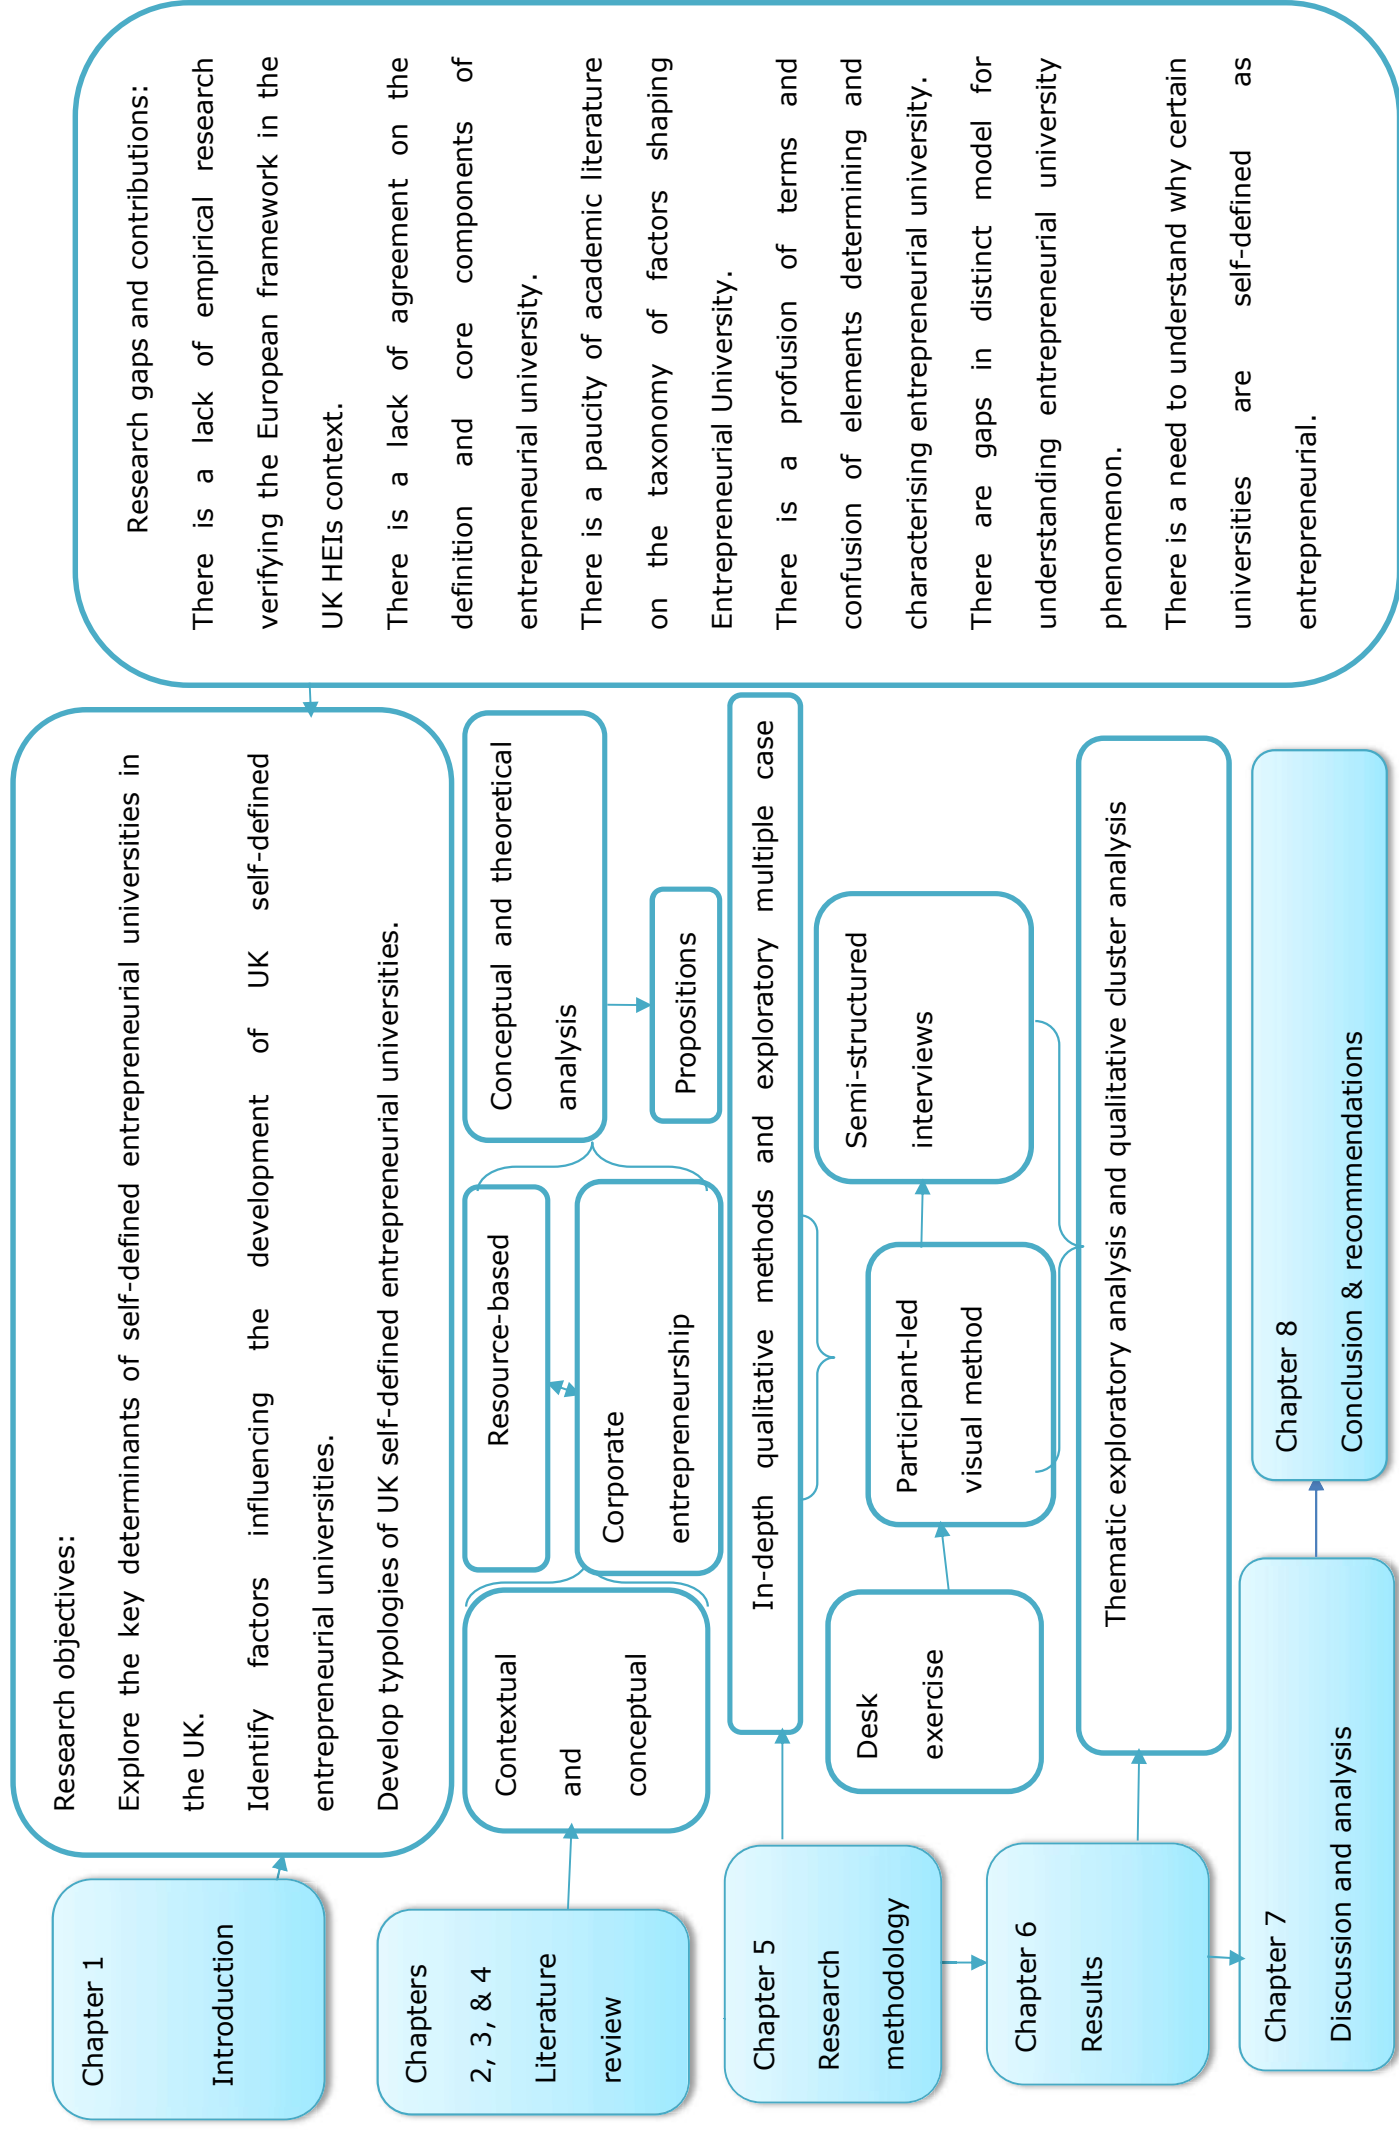 Chapter 1
Introduction
Research objectives:
Explore the key determinants of self-defined entrepreneurial universities in
the UK.
Identify factors influencing the development of UK self-defined
entrepreneurial universities.
Develop typologies of UK self-defined entrepreneurial universities.
Research gaps and contributions:
There is a lack of empirical research
verifying the European framework in the
UK HEIs context.
There is a lack of agreement on the
definition and core components of
entrepreneurial university.
There is a paucity of academic literature
on the taxonomy of factors shaping
Entrepreneurial University.
There is a profusion of terms and
confusion of elements determining and
characterising entrepreneurial university.
There are gaps in distinct model for
understanding entrepreneurial university
phenomenon.
There is a need to understand why certain
universities are self-defined as
entrepreneurial.
Chapters
2, 3, & 4
Literature
review
Contextual
and
conceptual
Resource-based
Corporate
entrepreneurship
Conceptual and theoretical
analysis
Propositions
Chapter 5
Research
methodology
In-depth qualitative methods and exploratory multiple case
Desk
exercise
Participant-led
visual method
Semi-structured
interviews
Chapter 6
Results
Thematic exploratory analysis and qualitative cluster analysis
Chapter 7
Discussion and analysis
Chapter 8
Conclusion & recommendations